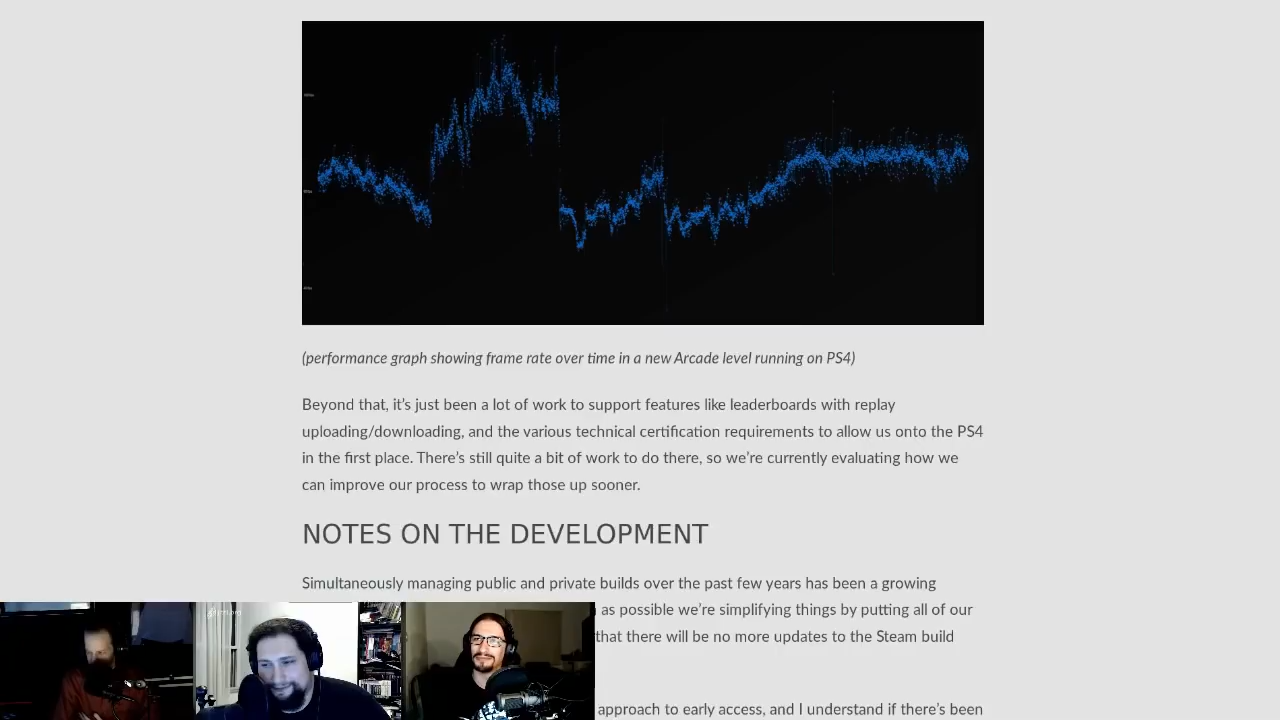 (performance graph showing frame rate over time in a new Arcade level running on PS4)
Beyond that, it's just been a lot of work to support features like leaderboards with replay
uploading/downloading, and the various technical certification requirements to allow us onto the PS4
in the first place. There's still quite a bit of work to do there, so we're currently evaluating how we
can improve our process to wrap those up sooner.
NOTES ON THE DEVELOPMENT
Simultaneously managing public and private builds over the past few years has been a growing
as possible we're simplifying things by putting all of our
that there will be no more updates to the Steam build
approach to early access, and I understand if there's been